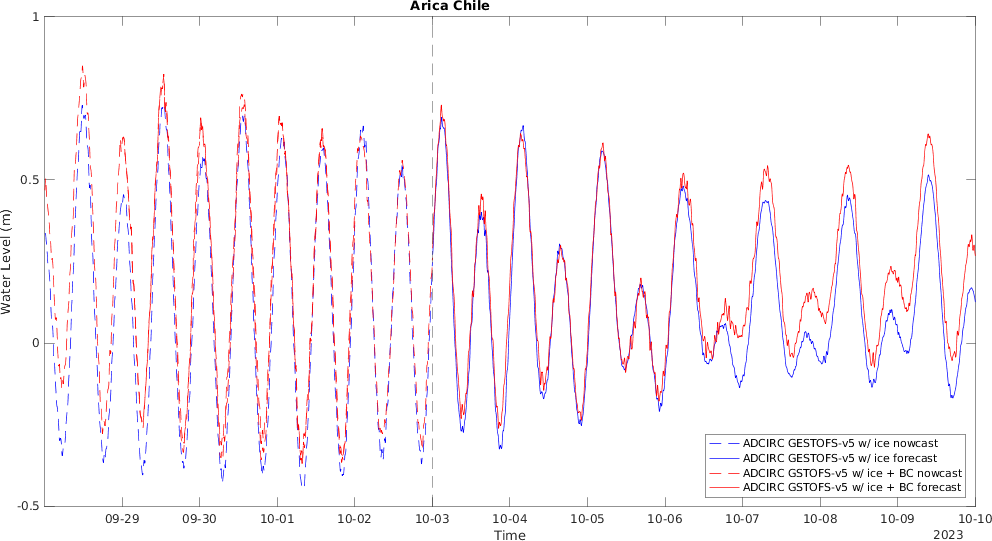 Arica Chile
1
0.5
0
-0.5
Water Level (m)
ADCIRC GESTOFS-v5 w/ ice nowcast
ADCIRC GESTOFS-v5 w/ ice forecast
ADCIRC GSTOFS-v5 w/ ice + BC nowcast
ADCIRC GSTOFS-v5 w/ ice + BC forecast
09-29 09-30 10-01 10-02 10-03 10-04 10-05 10-06 10-07 10-08 10-09 10-10
Time
2023